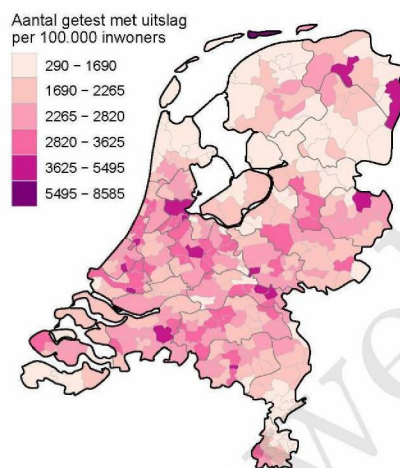 Aantal getest met uitslag
per 100.000 inwoners
290 – 1690
1690 – 2265
2265 – 2820
2820 – 3625
3625 – 5495
5495 – 8585